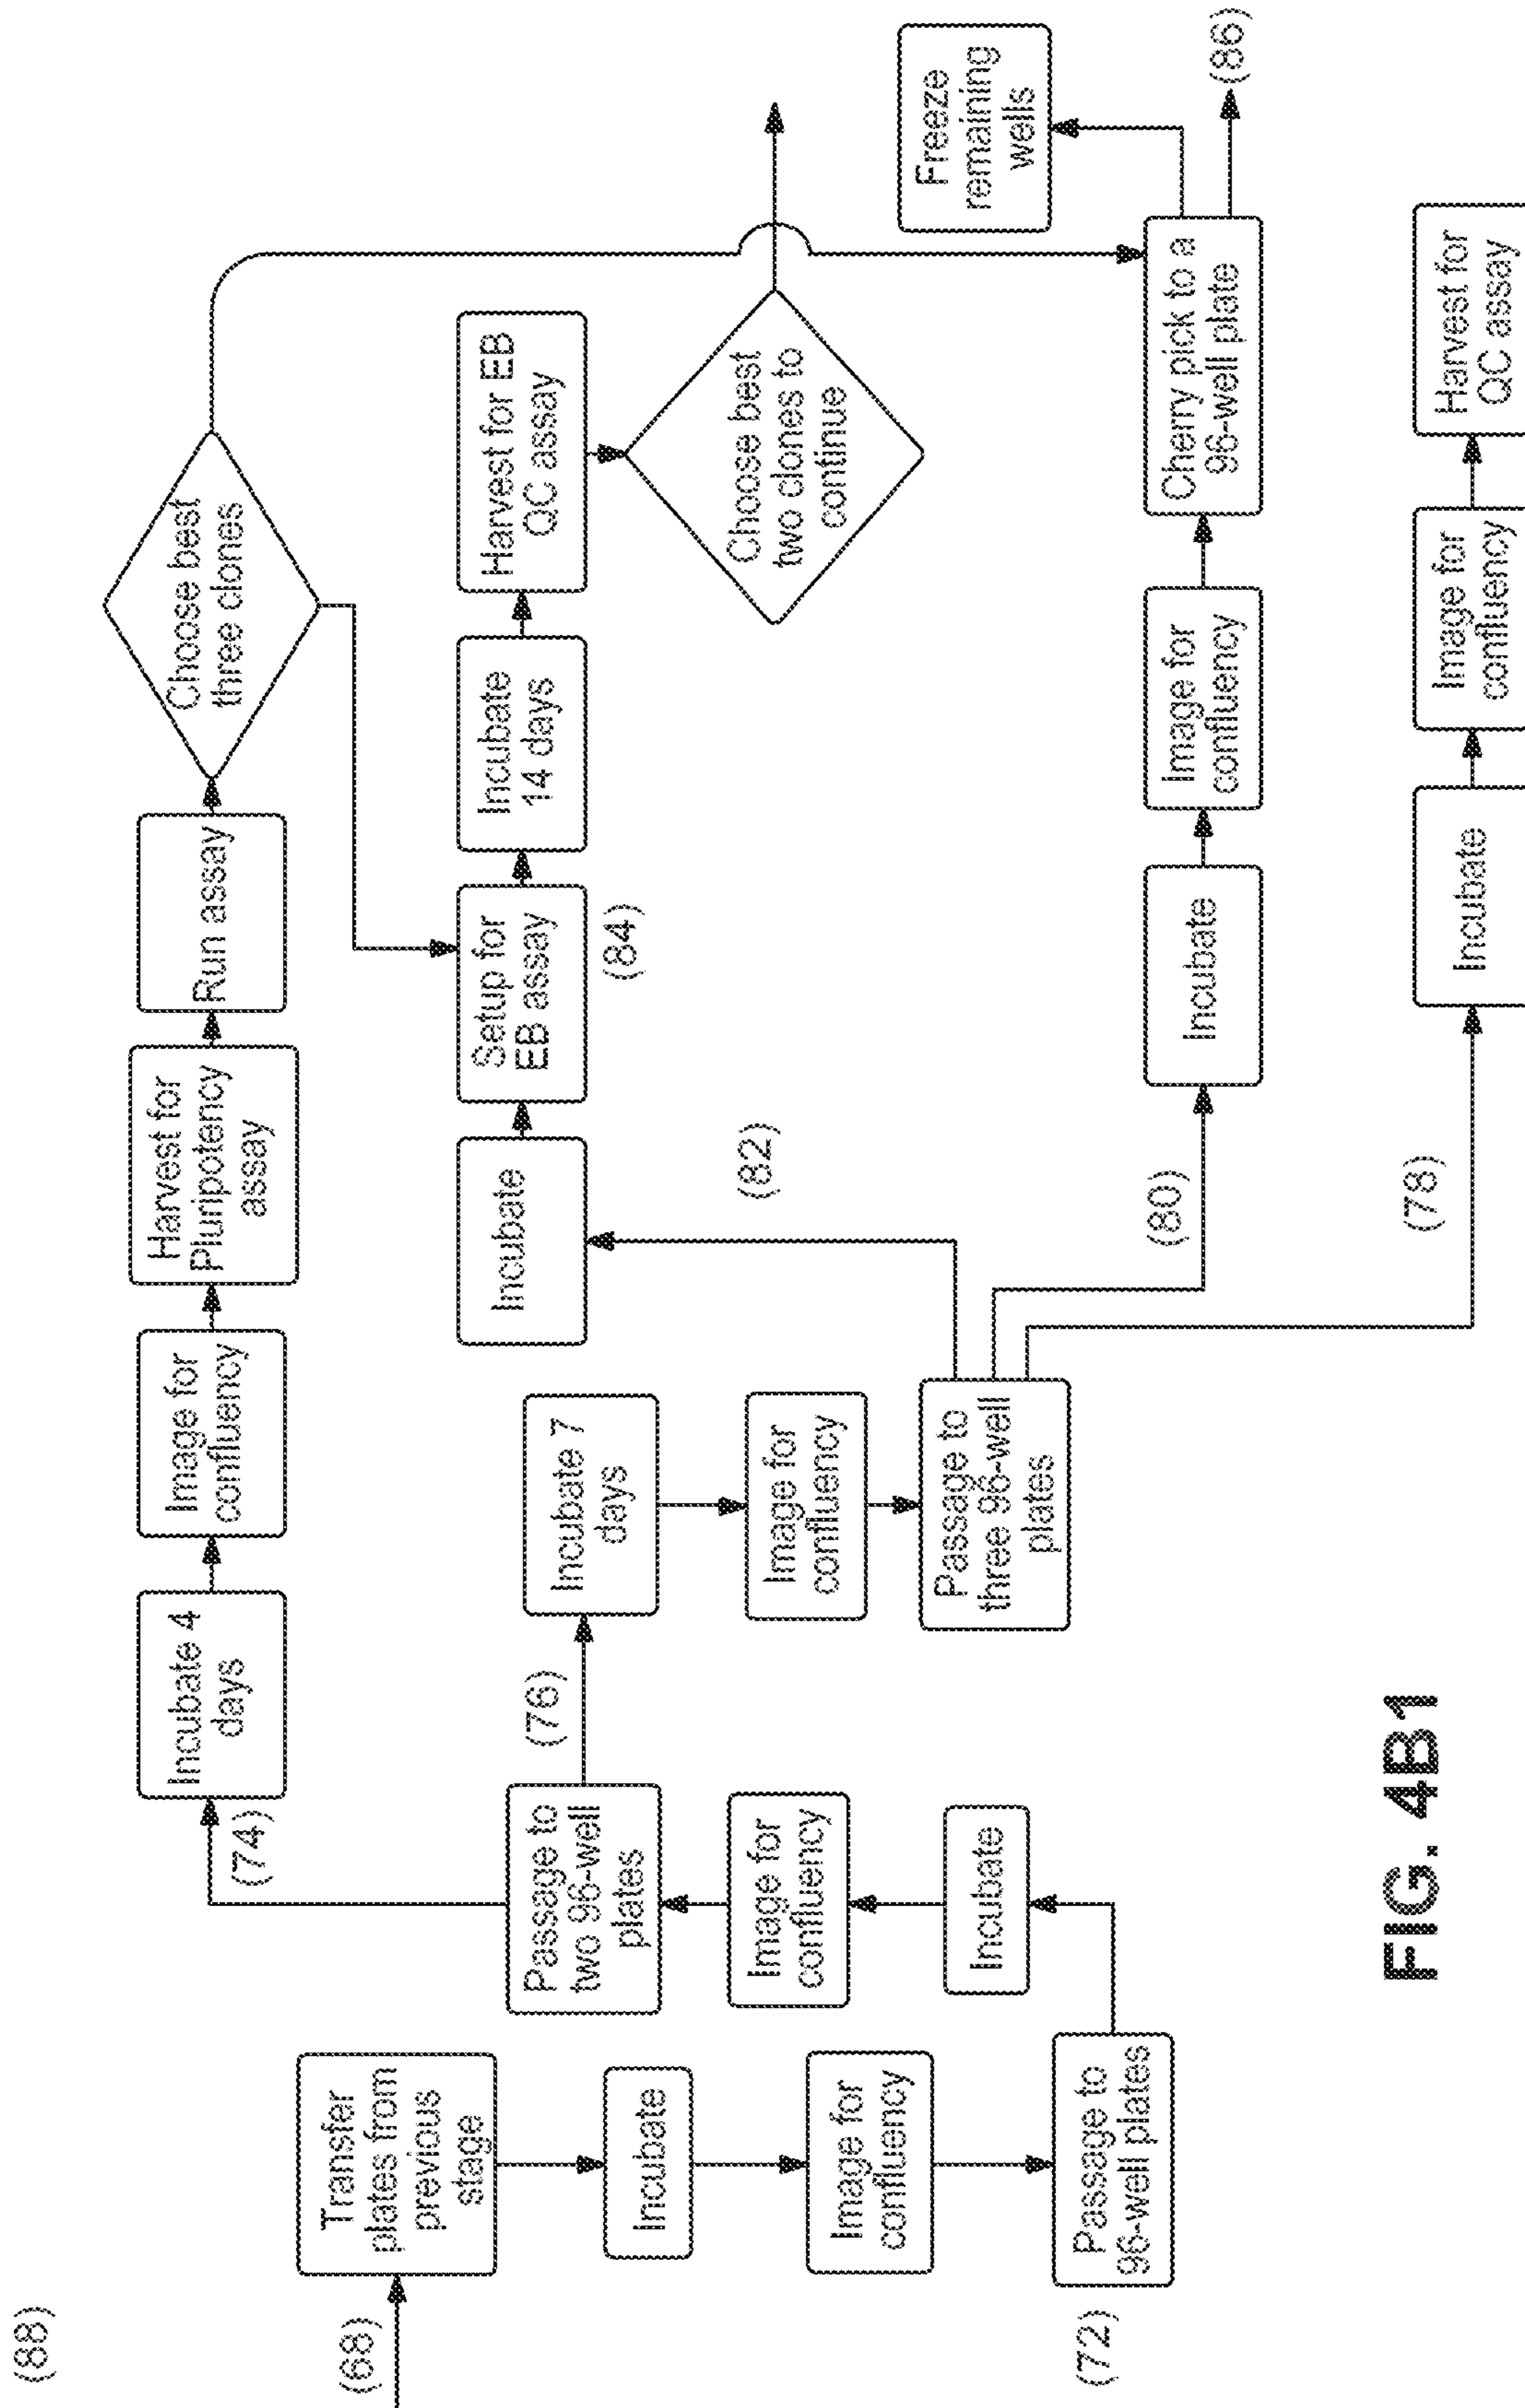 (88)
(68)
Transfer
plates from
previous
stage
Incubate
Image for
confluency
Passage to
96-well plates
(72)
Incubate
Image for
confluency
Passage to
two 96-well
plates
(74)
Incubate 4
days
Image for
confluency
Harvest for
Pluripotency
assay
Run assay
Choose best
three clones
(76)
Incubate 7
days
Image for
confluency
Passage to
three 96-well
plates
(82)
Incubate
Setup for
EB assay
(84)
Incubate
14 days
Harvest for EB
QC assay
Choose best
two clones to
continue
(80)
Incubate
Image for
confluency
Cherry pick to a
96-well plate
Freeze
remaining
wells
(86)
(78)
Incubate
Image for
confluency
Harvest for
QC assay
FIG. 4B1